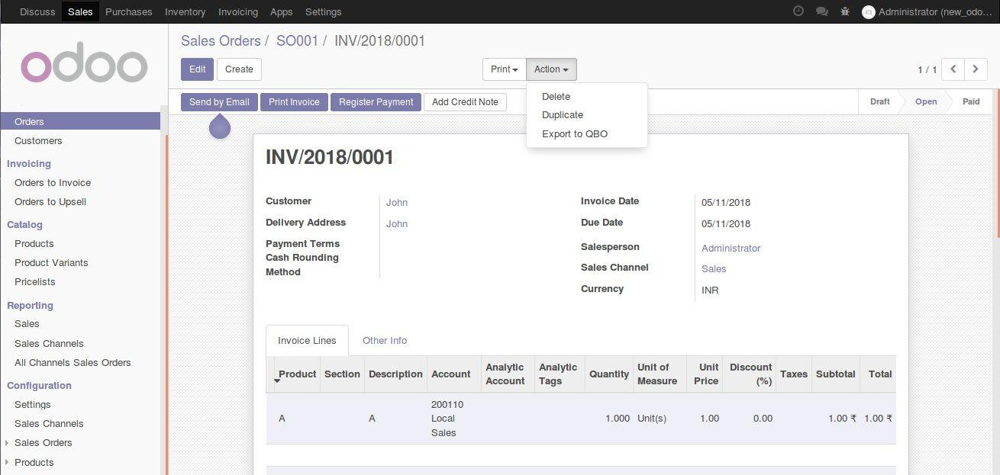 Discuss Sales Purchases Inventory Invoicing Apps Settings Administrator (new_odo...
odoo
Sales Orders / SO001 / INV/2018/0001
Edit Create Print Action 1 / 1
Send by Email Print Invoice Register Payment Add Credit Note Draft Open Paid
Delete
Duplicate
Export to QBO
Orders
Customers
Invoicing
Orders to Invoice
Orders to Upsell
Catalog
Products
Product Variants
Pricelists
Reporting
Sales
Sales Channels
All Channels Sales Orders
Configuration
Settings
Sales Channels
Sales Orders
Products
INV/2018/0001
Customer John
Delivery Address John
Payment Terms
Cash Rounding
Method
Invoice Date 05/11/2018
Due Date 05/11/2018
Salesperson Administrator
Sales Channel Sales
Currency INR
Invoice Lines Other Info
Product Section Description Account Analytic Account Analytic Tags Quantity Unit of Measure Unit Price Discount (%) Taxes Subtotal Total
A A 200110 Local Sales 1.000 Unit(s) 1.00 0.00 1.00 ₹ 1.00 ₹